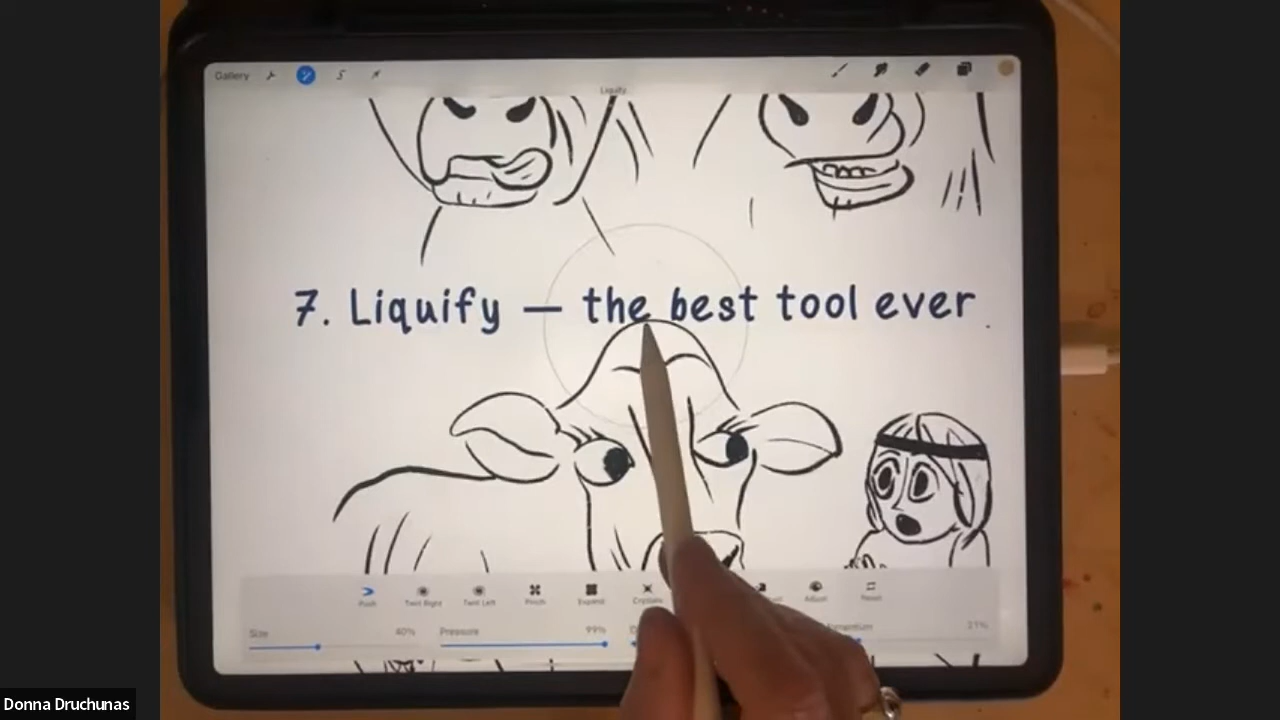 Gallery
Liquify
7. Liquify — the best tool ever
Push
Twirl Right
Twirl Left
Pinch
Expand
Crystals
Adjust
Reset
Size
40%
Pressure
99%
21%
Donna Druchunas